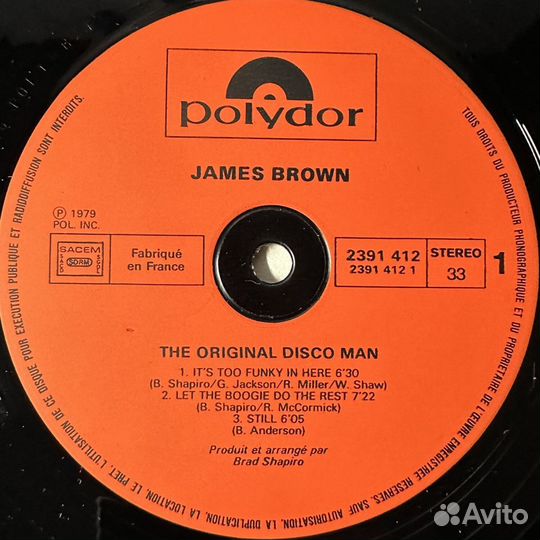 polydor
JAMES BROWN
℗ 1979
POL. INC.
SACEM
SACD SDRM SCGD
Fabriqué
en France
2391 412
2391 412 1
STEREO
33
1
THE ORIGINAL DISCO MAN
1. IT'S TOO FUNKY IN HERE 6'30
(B. Shapiro/G. Jackson/R. Miller/W. Shaw)
2. LET THE BOOGIE DO THE REST 7'22
(B. Shapiro/R. McCormick)
3. STILL 6'05
(B. Anderson)
Produit et arrangé par
Brad Shapiro
TOUS DROITS DU PRODUCTEUR PHONOGRAPHIQUE ET DU PROPRIETAIRE DE L'ŒUVRE ENREGISTREE RESERVES. SAUF AUTORISATION, LA DUPLICATION, LA LOCATION, LE PRET, L'UTILISATION DE CE DISQUE POUR EXECUTION PUBLIQUE ET RADIODIFFUSION SONT INTERDITS.
Avito